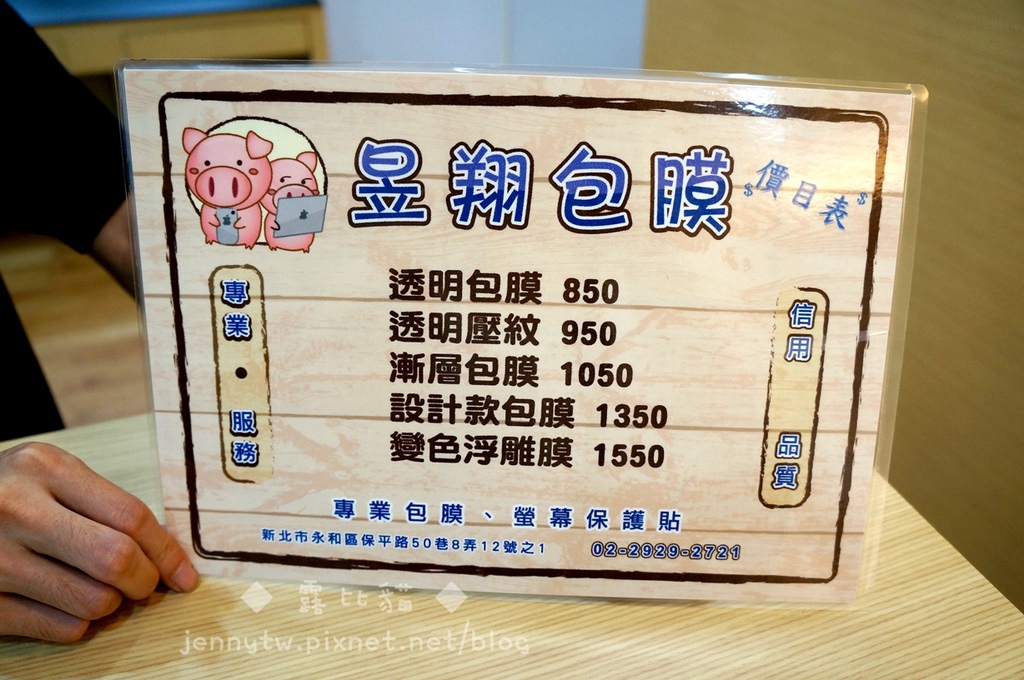 昱翔包膜
$價目表$
專業・服務
透明包膜 850
透明壓紋 950
漸層包膜 1050
設計款包膜 1350
變色浮雕膜 1550
信用 品質
專業包膜、螢幕保護貼
新北市永和區保平路50巷8弄12號之1 02-2929-2721
◆ 露比貓 ◆
jennytw.pixnet.net/blog